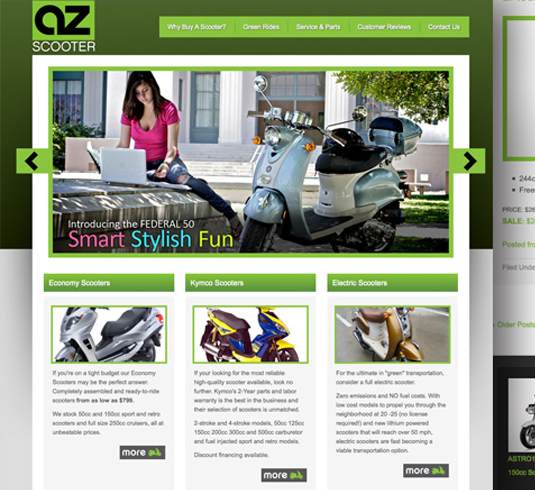 az
SCOOTER
Why Buy A Scooter?
Green Rides
Service & Parts
Customer Reviews
Contact Us
Introducing the FEDERAL 50
Smart Stylish Fun
Economy Scooters
If you're on a tight budget our Economy
Scooters may be the perfect answer.
Completely assembled and ready-to-ride
scooters from as low as $799.
We stock 50cc and 150cc sport and retro
scooters and full size 250cc cruisers, all at
unbeatable prices.
more
Kymco Scooters
If your looking for the most reliable
high-quality scooter available, look no
further. Kymco's 2-Year parts and labor
warranty is the best in the business and
their selection of scooters is unmatched.
2-stroke and 4-stroke models, 50cc 125cc
150cc 200cc 300cc and 500cc carburetor
and fuel injected sport and retro models.
Discount financing available.
more
Electric Scooters
For the ultimate in "green" transportation,
consider a full electric scooter.
Zero emissions and NO fuel costs. With
low cost models to propel you through the
neighborhood at 20 -25 (no license
required!) and new lithium powered
scooters that will reach over 50 mph,
electric scooters are fast becoming a
viable transportation option.
more
244c
Free
PRICE: $28
SALE: $2
Posted fro
Filed Unde
Older Posts
ASTRO1
150cc Sc